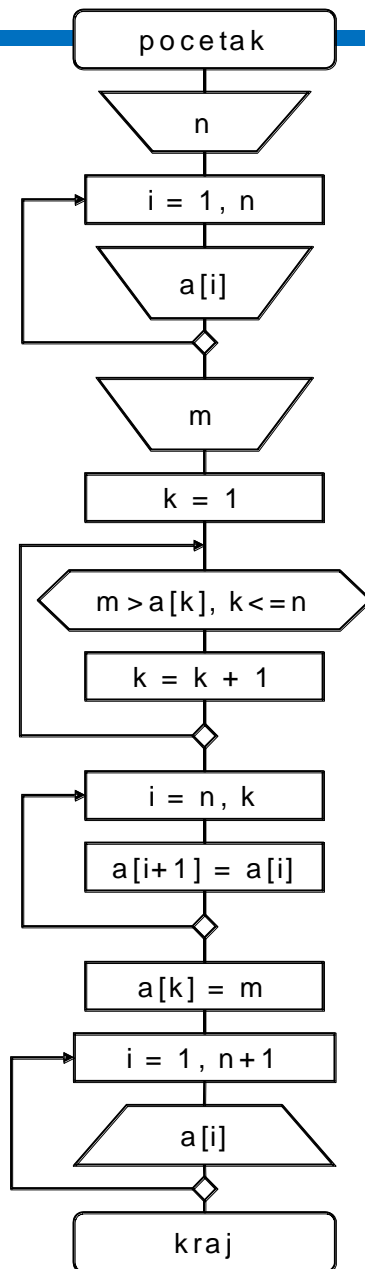 pocetak
n
i = 1, n
a[i]
m
k = 1
m>a[k], k<=n
k = k + 1
i = n, k
a[i+1] = a[i]
a[k] = m
i = 1, n+1
a[i]
kraj